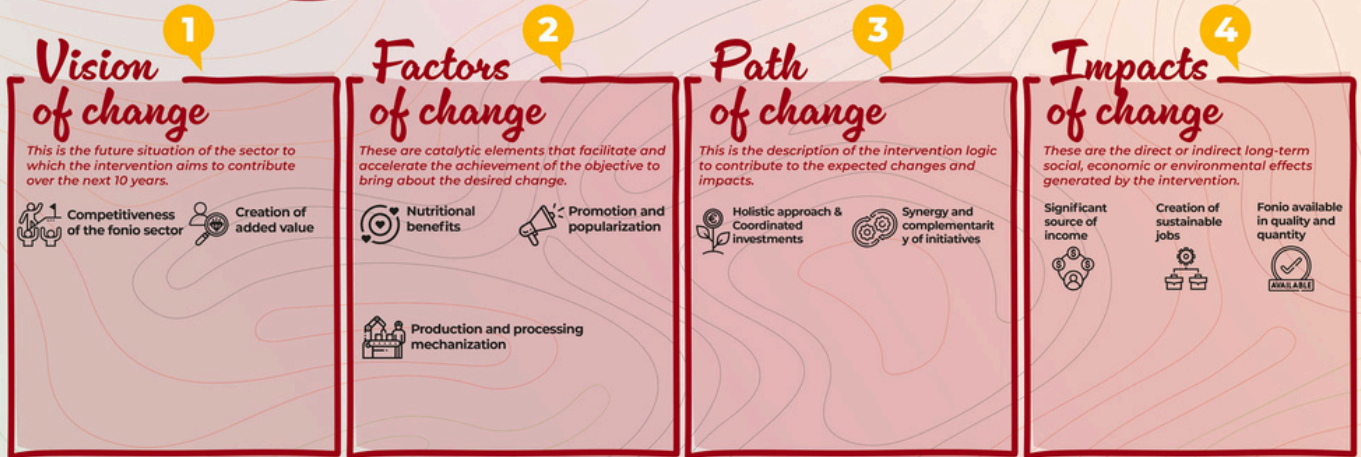 1
Vision
of change
This is the future situation of the sector to
which the intervention aims to contribute
over the next 10 years.
Competitiveness
of the fonio sector
Creation of
added value
2
Factors
of change
These are catalytic elements that facilitate and
accelerate the achievement of the objective to
bring about the desired change.
Nutritional
benefits
Promotion and
popularization
Production and processing
mechanization
3
Path
of change
This is the description of the intervention logic
to contribute to the expected changes and
impacts.
Holistic approach &
Coordinated
investments
Synergy and
complementarit
y of initiatives
4
Impacts
of change
These are the direct or indirect long-term
social, economic or environmental effects
generated by the intervention.
Significant
source of
income
Creation of
sustainable
jobs
Fonio available
in quality and
quantity
AVAILABLE